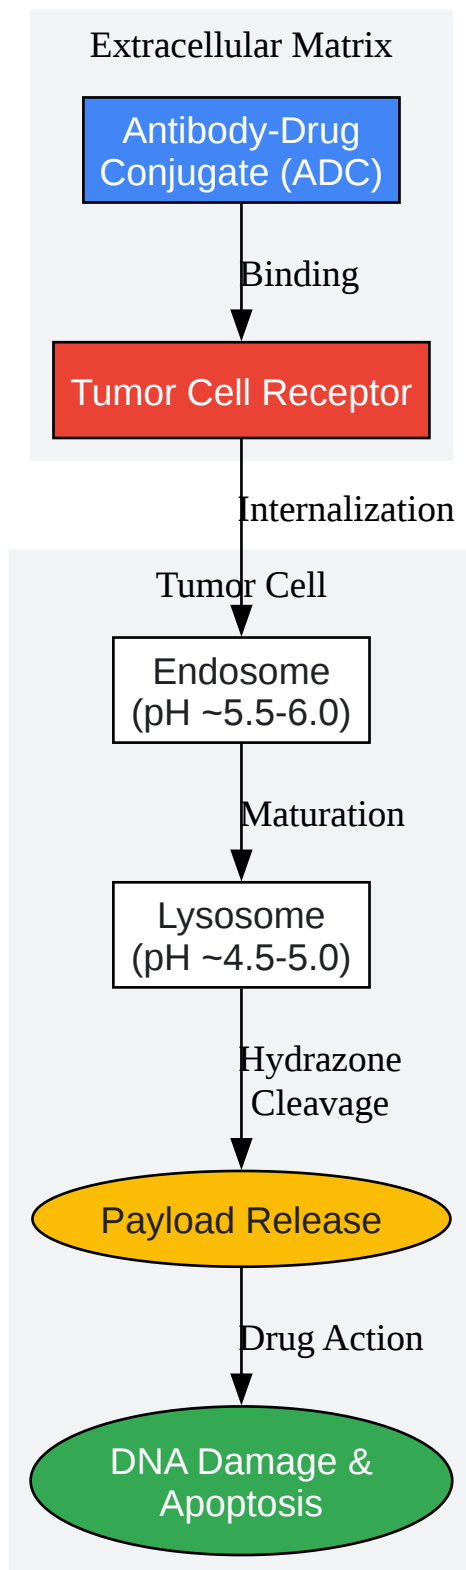 Extracellular Matrix
Antibody-Drug
Conjugate (ADC)
Binding
Tumor Cell Receptor
Internalization
Tumor Cell
Endosome
(pH ~5.5-6.0)
Maturation
Lysosome
(pH ~4.5-5.0)
Hydrazone
Cleavage
Payload Release
Drug Action
DNA Damage &
Apoptosis